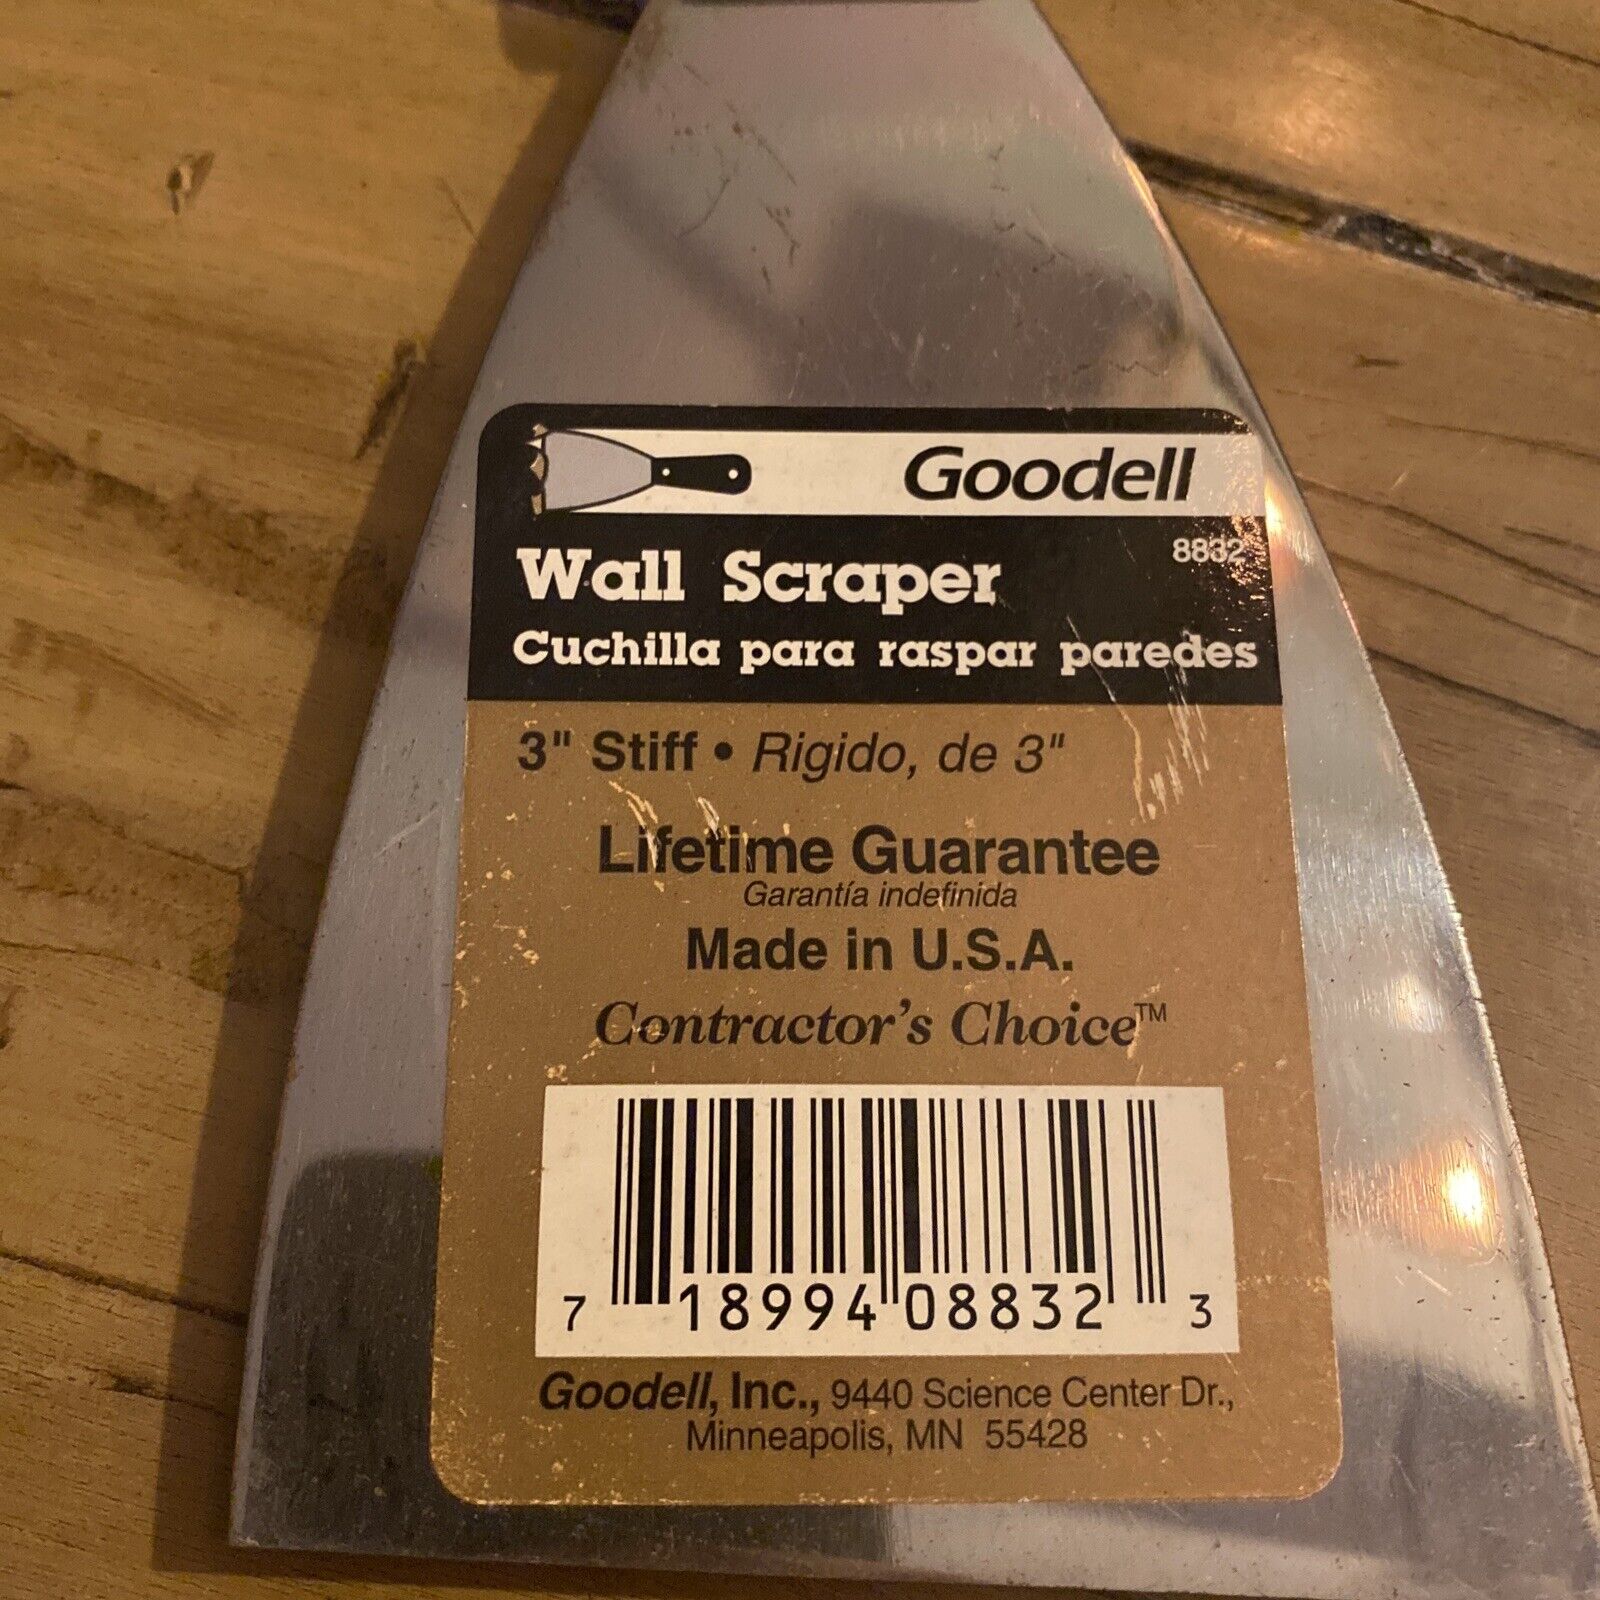 Goodell
8832
Wall Scraper
Cuchilla para raspar paredes
3" Stiff • Rigido, de 3"
Lifetime Guarantee
Garantía indefinida
Made in U.S.A.
Contractor's Choice™
7 18994 08832 3
Goodell, Inc., 9440 Science Center Dr.,
Minneapolis, MN 55428